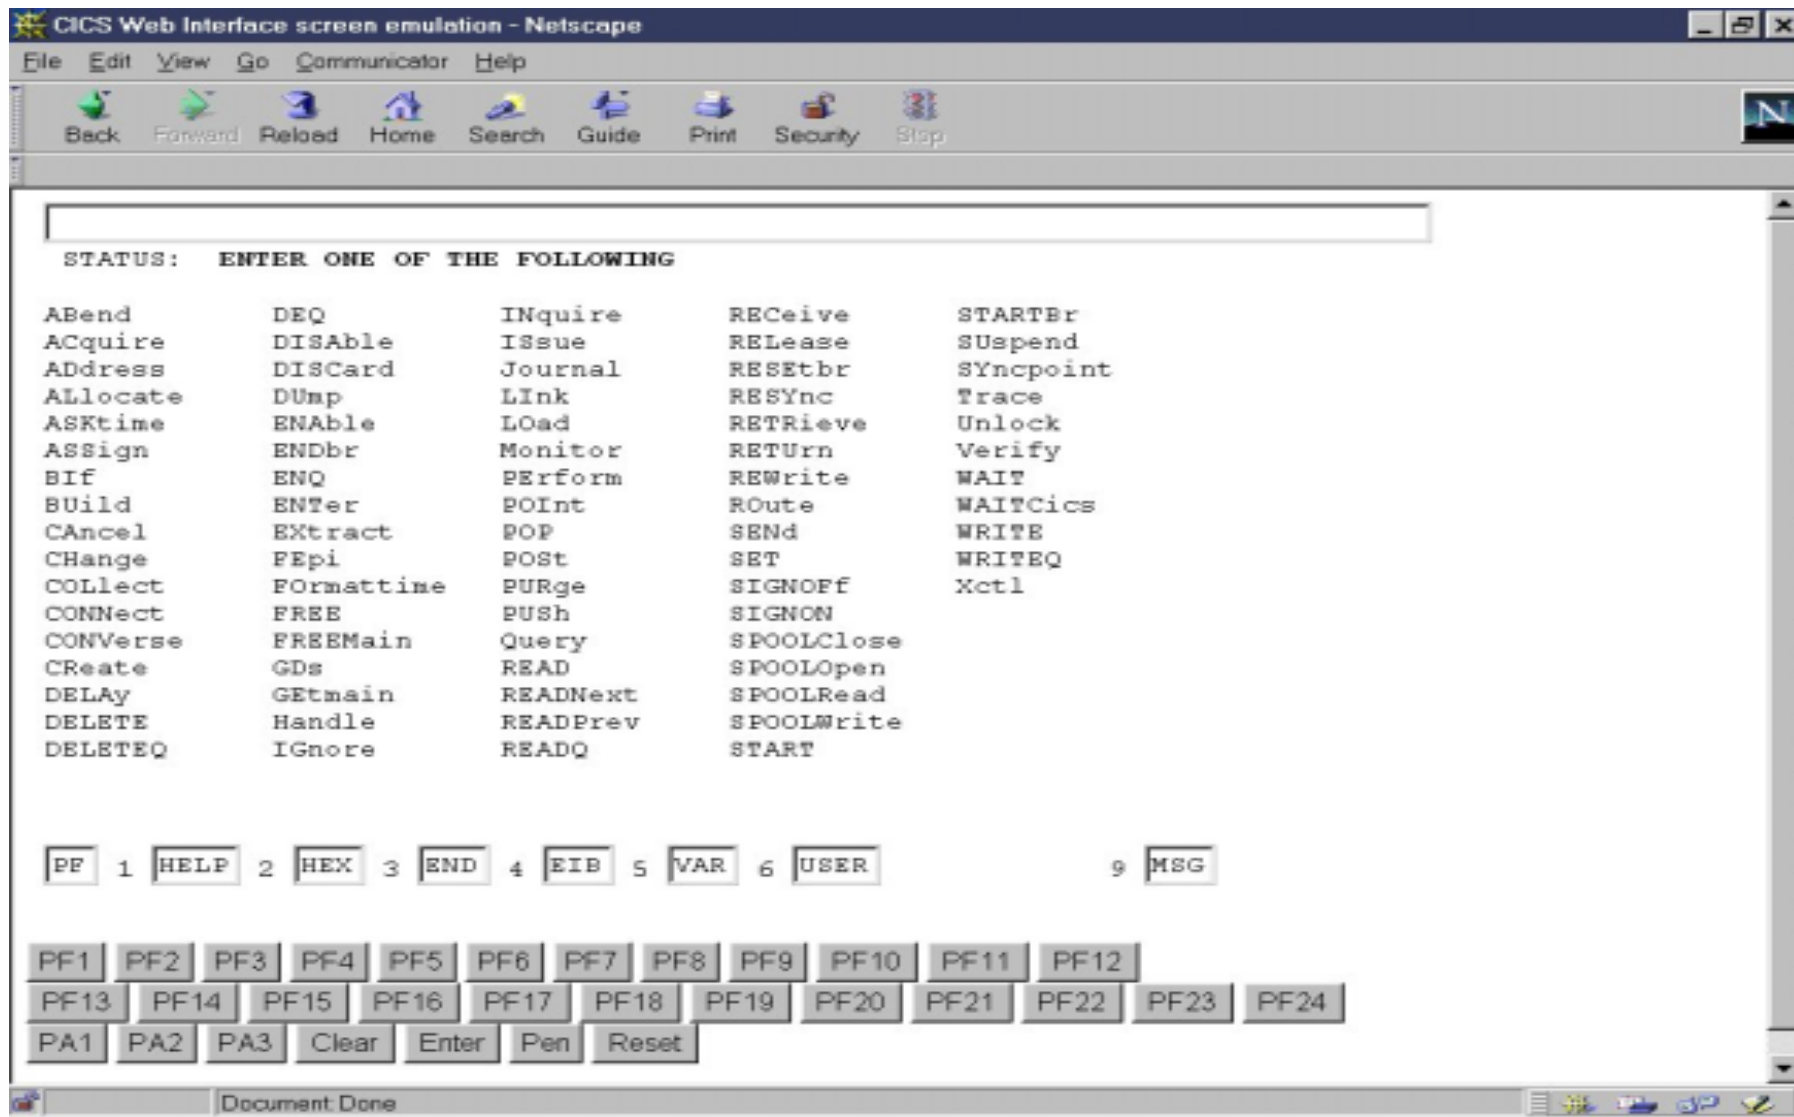 CICS Web Interface screen emulation - Netscape
File Edit View Go Communicator Help
Back Forward Reload Home Search Guide Print Security Stop
N
STATUS: ENTER ONE OF THE FOLLOWING
ABend DEQ INquire RECeive STARTBr
ACquire DISAble ISsue RELease SUspend
ADdress DISCard Journal RESEtbr SYncpoint
ALlocate DUmp LInk RESYnc Trace
ASKtime ENAble LOad RETRieve Unlock
ASSign ENDbr Monitor RETUrn Verify
BIf ENQ PErform REWrite WAIT
BUild ENTer POInt ROute WAITCics
CAncel EXtract POP SENd WRITE
CHange FEpi POSt SET WRITEQ
COLlect FOrmattime PURge SIGNOFf Xctl
CONNect FREE PUSh SIGNON
CONVerse FREEMain Query SPOOLClose
CReate GDs READ SPOOLOpen
DELAy GEtmain READNext SPOOLRead
DELETE Handle READPrev SPOOLWrite
DELETEQ IGnore READQ START
PF 1 HELP 2 HEX 3 END 4 EIB 5 VAR 6 USER 9 MSG
PF1 PF2 PF3 PF4 PF5 PF6 PF7 PF8 PF9 PF10 PF11 PF12
PF13 PF14 PF15 PF16 PF17 PF18 PF19 PF20 PF21 PF22 PF23 PF24
PA1 PA2 PA3 Clear Enter Pen Reset
Document: Done